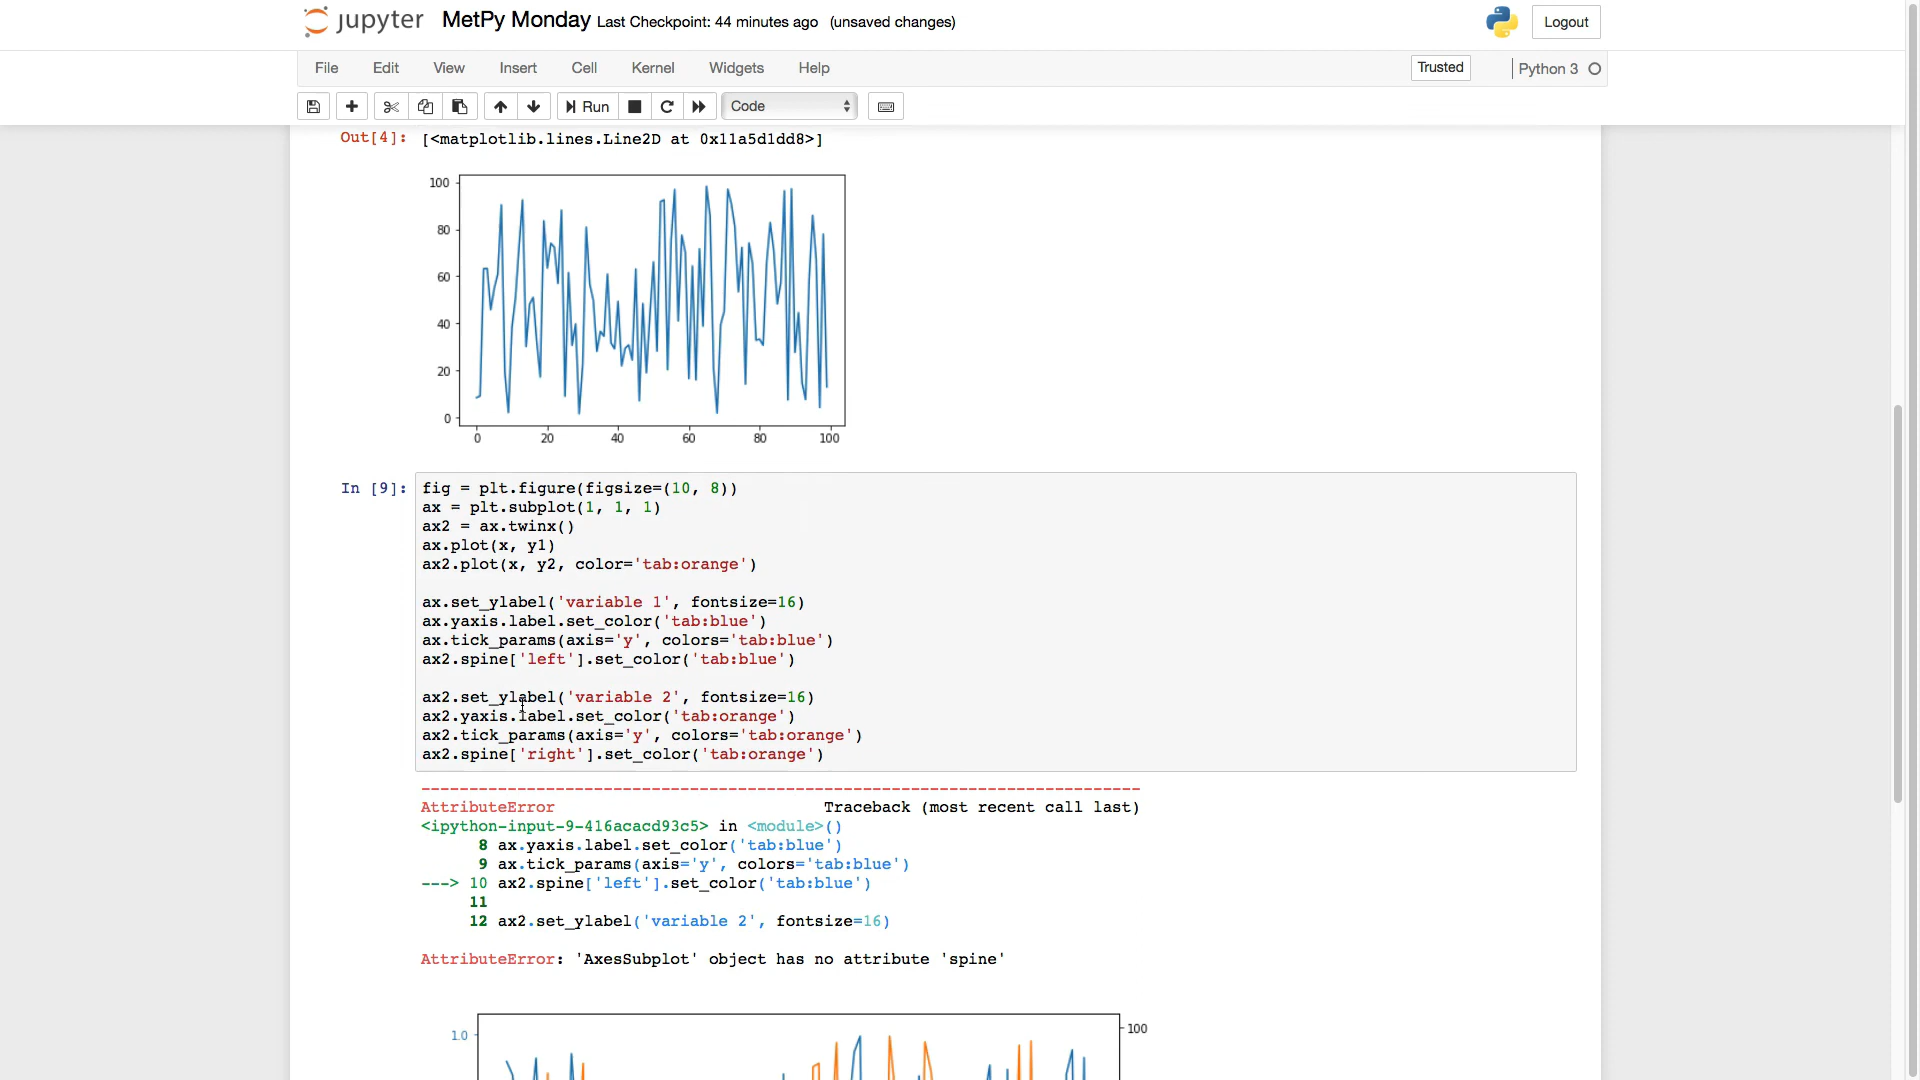 jupyter MetPy Monday Last Checkpoint: 44 minutes ago (unsaved changes) Logout
File Edit View Insert Cell Kernel Widgets Help Trusted Python 3
Run Code
Out[4]: [<matplotlib.lines.Line2D at 0x11a5d1dd8>]
100
80
60
40
20
0
0 20 40 60 80 100
In [9]: fig = plt.figure(figsize=(10, 8))
ax = plt.subplot(1, 1, 1)
ax2 = ax.twinx()
ax.plot(x, y1)
ax2.plot(x, y2, color='tab:orange')
ax.set_ylabel('variable 1', fontsize=16)
ax.yaxis.label.set_color('tab:blue')
ax.tick_params(axis='y', colors='tab:blue')
ax2.spine['left'].set_color('tab:blue')
ax2.set_ylabel('variable 2', fontsize=16)
ax2.yaxis.label.set_color('tab:orange')
ax2.tick_params(axis='y', colors='tab:orange')
ax2.spine['right'].set_color('tab:orange')
---------------------------------------------------------------------------
AttributeError Traceback (most recent call last)
<ipython-input-9-416acacd93c5> in <module>()
8 ax.yaxis.label.set_color('tab:blue')
9 ax.tick_params(axis='y', colors='tab:blue')
---> 10 ax2.spine['left'].set_color('tab:blue')
11
12 ax2.set_ylabel('variable 2', fontsize=16)
AttributeError: 'AxesSubplot' object has no attribute 'spine'
1.0 100